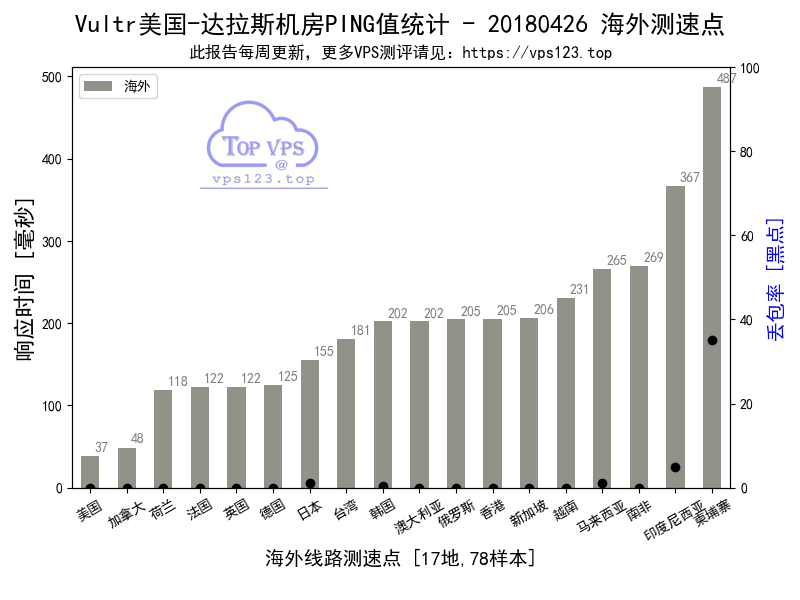 Vultr美国-达拉斯机房PING值统计 - 20180426 海外测速点
此报告每周更新, 更多VPS测评请见: https://vps123.top
海外
TOP VPS
@
vps123.top
响应时间 [毫秒]
500
400
300
200
100
0
丢包率 [黑点]
100
80
60
40
20
0
37
48
118
122
122
125
155
181
202
202
205
205
206
231
265
269
367
487
美国
加拿大
荷兰
法国
英国
德国
日本
台湾
韩国
澳大利亚
俄罗斯
香港
新加坡
越南
马来西亚
南非
印度尼西亚
柬埔寨
海外线路测速点 [17地,78样本]